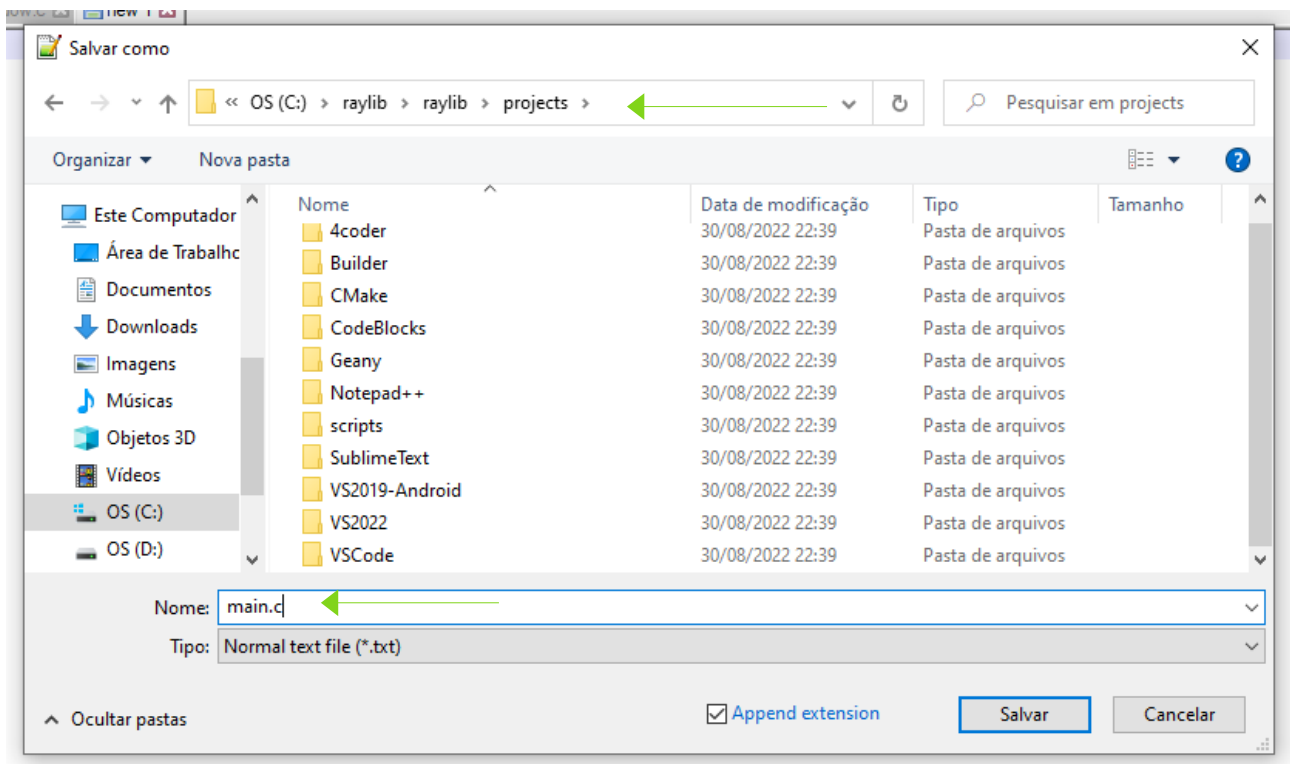 new 1
Salvar como
« OS (C:) › raylib › raylib › projects ›
Pesquisar em projects
Organizar Nova pasta
Nome Data de modificação Tipo Tamanho
Este Computador
Área de Trabalho
Documentos
Downloads
Imagens
Músicas
Objetos 3D
Vídeos
OS (C:)
OS (D:)
4coder 30/08/2022 22:39 Pasta de arquivos
Builder 30/08/2022 22:39 Pasta de arquivos
CMake 30/08/2022 22:39 Pasta de arquivos
CodeBlocks 30/08/2022 22:39 Pasta de arquivos
Geany 30/08/2022 22:39 Pasta de arquivos
Notepad++ 30/08/2022 22:39 Pasta de arquivos
scripts 30/08/2022 22:39 Pasta de arquivos
SublimeText 30/08/2022 22:39 Pasta de arquivos
VS2019-Android 30/08/2022 22:39 Pasta de arquivos
VS2022 30/08/2022 22:39 Pasta de arquivos
VSCode 30/08/2022 22:39 Pasta de arquivos
Nome: main.c
Tipo: Normal text file (*.txt)
Ocultar pastas
Append extension
Salvar
Cancelar